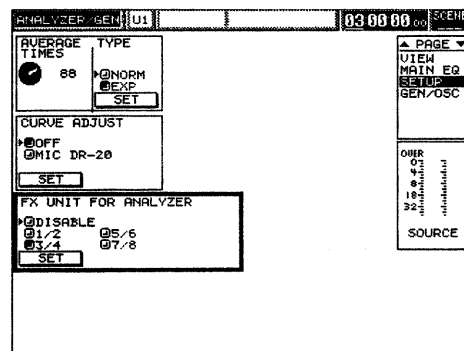 ANALYZER/GEN U1 03 00 00 00 SCENE
AVERAGE TIMES
88
TYPE
NORM
EXP
SET
CURVE ADJUST
OFF
MIC DR-20
SET
FX UNIT FOR ANALYZER
DISABLE
1/2 5/6
3/4 7/8
SET
▲ PAGE ▼
VIEW
MAIN EQ
SETUP
GEN/OSC
OVER
0
4
8
18
32
SOURCE